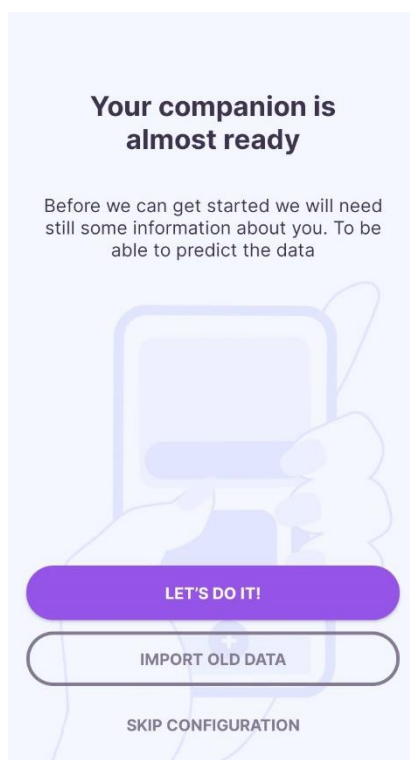 Your companion is
almost ready
Before we can get started we will need
still some information about you. To be
able to predict the data
LET'S DO IT!
IMPORT OLD DATA
SKIP CONFIGURATION